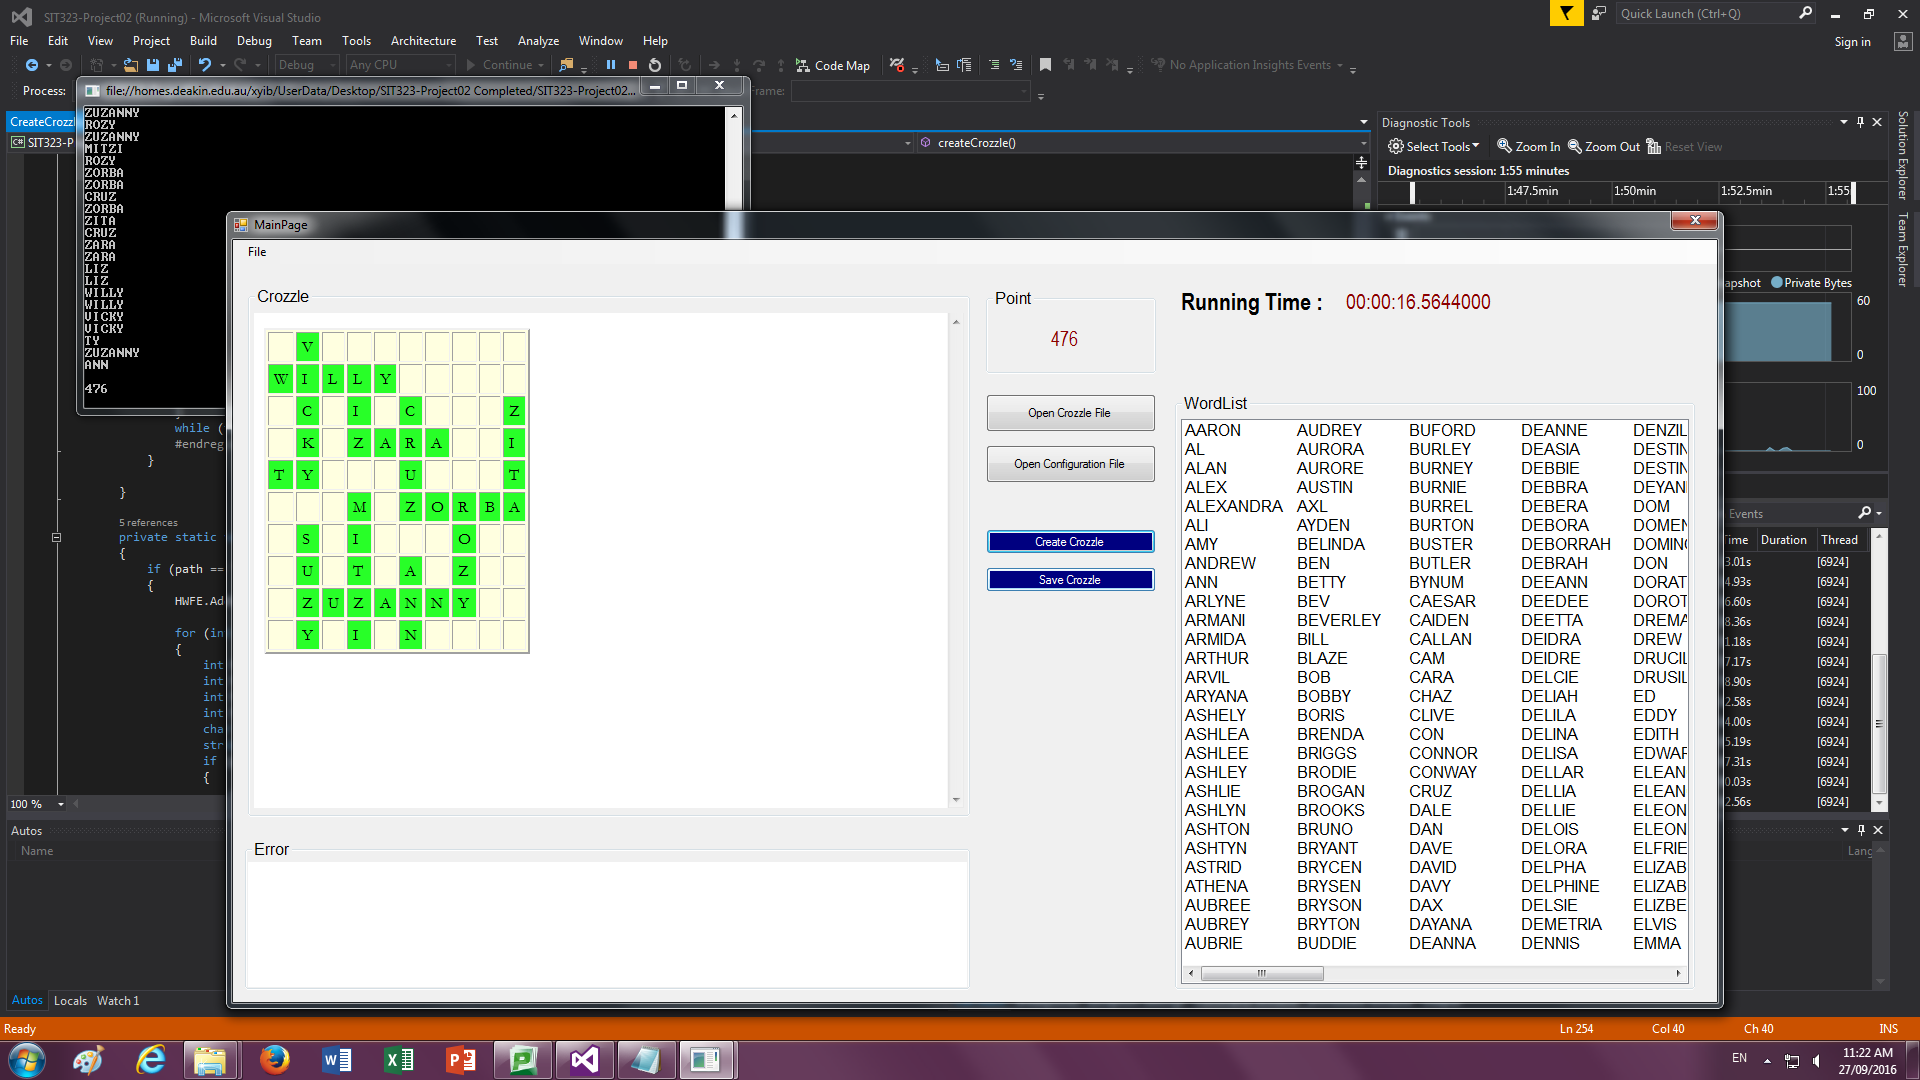 SIT323-Project02 (Running) - Microsoft Visual Studio
Quick Launch (Ctrl+Q)
File Edit View Project Build Debug Team Tools Architecture Test Analyze Window Help
Sign in
Debug Any CPU Continue Code Map No Application Insights Events
Process:
file://homes.deakin.edu.au/xyib/UserData/Desktop/SIT323-Project02 Completed/SIT323-Project02...
rame:
CreateCrozzl
SIT323-P
createCrozzle()
ZUZANNY
ROZY
ZUZANNY
MITZI
ROZY
ZORBA
ZORBA
CRUZ
ZORBA
ZITA
CRUZ
ZARA
ZARA
LIZ
LIZ
WILLY
WILLY
VICKY
VICKY
TY
ZUZANNY
ANN
476
Diagnostic Tools
Select Tools Zoom In Zoom Out Reset View
Diagnostics session: 1:55 minutes
1:47.5min 1:50min 1:52.5min 1:55
apshot Private Bytes
60
0
100
0
Solution Explorer
Team Explorer
MainPage
File
Crozzle
V
W I L L Y
C I C Z
K Z A R A I
T Y U T
M Z O R B A
S I O
U T A Z
Z U Z A N N Y
Y I N
Error
Point
476
Running Time : 00:00:16.5644000
Open Crozzle File
Open Configuration File
Create Crozzle
Save Crozzle
WordList
AARON AUDREY BUFORD DEANNE DENZIL
AL AURORA BURLEY DEASIA DESTIN
ALAN AURORE BURNEY DEBBIE DESTIN
ALEX AUSTIN BURNIE DEBBRA DEYAN
ALEXANDRA AXL BURREL DEBERA DOM
ALI AYDEN BURTON DEBORA DOMEN
AMY BELINDA BUSTER DEBORRAH DOMING
ANDREW BEN BUTLER DEBRAH DON
ANN BETTY BYNUM DEEANN DORAT
ARLYNE BEV CAESAR DEEDEE DOROT
ARMANI BEVERLEY CAIDEN DEETTA DREMA
ARMIDA BILL CALLAN DEIDRA DREW
ARTHUR BLAZE CAM DEIDRE DRUCIL
ARVIL BOB CARA DELCIE DRUSIL
ARYANA BOBBY CHAZ DELIAH ED
ASHELY BORIS CLIVE DELILA EDDY
ASHLEA BRENDA CON DELINA EDITH
ASHLEE BRIGGS CONNOR DELISA EDWAR
ASHLEY BRODIE CONWAY DELLAR ELEAN
ASHLIE BROGAN CRUZ DELLIA ELEAN
ASHLYN BROOKS DALE DELLIE ELEON
ASHTON BRUNO DAN DELOIS ELEON
ASHTYN BRYANT DAVE DELORA ELFRIE
ASTRID BRYCEN DAVID DELPHA ELIZAB
ATHENA BRYSEN DAVY DELPHINE ELIZAB
AUBREE BRYSON DAX DELSIE ELIZBE
AUBREY BRYTON DAYANA DEMETRIA ELVIS
AUBRIE BUDDIE DEANNA DENNIS EMMA
while (
#endreg
}
}
5 references
private static
{
if (path ==
{
HWFE.Ad
for (in
{
int
int
int
int
cha
str
if
{
100 %
Events
Time Duration Thread
3.01s [6924]
4.93s [6924]
6.60s [6924]
8.36s [6924]
1.18s [6924]
7.17s [6924]
8.90s [6924]
2.58s [6924]
4.00s [6924]
5.19s [6924]
7.31s [6924]
0.03s [6924]
2.56s [6924]
Autos
Name
Lang
Autos Locals Watch 1
Ready
Ln 254 Col 40 Ch 40 INS
EN
11:22 AM
27/09/2016